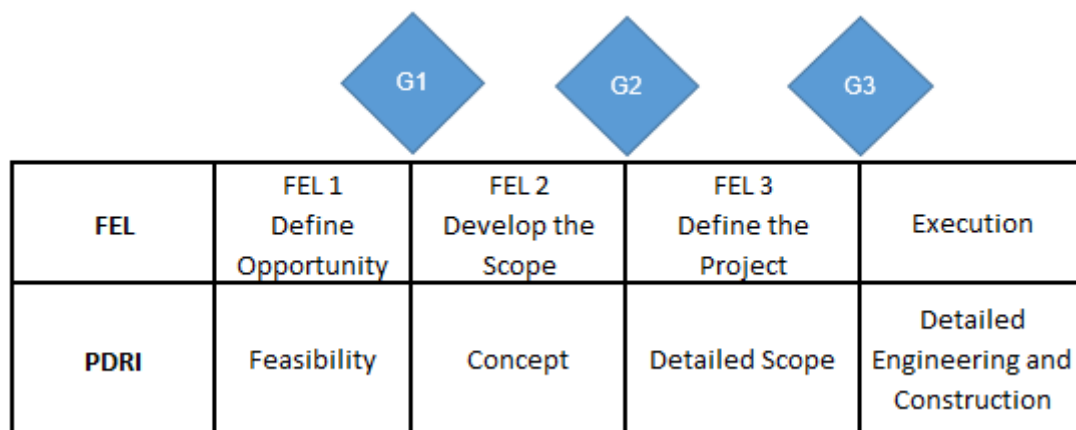 G1
G2
G3
FEL
FEL 1
Define
Opportunity
FEL 2
Develop the
Scope
FEL 3
Define the
Project
Execution
PDRI
Feasibility
Concept
Detailed Scope
Detailed
Engineering and
Construction